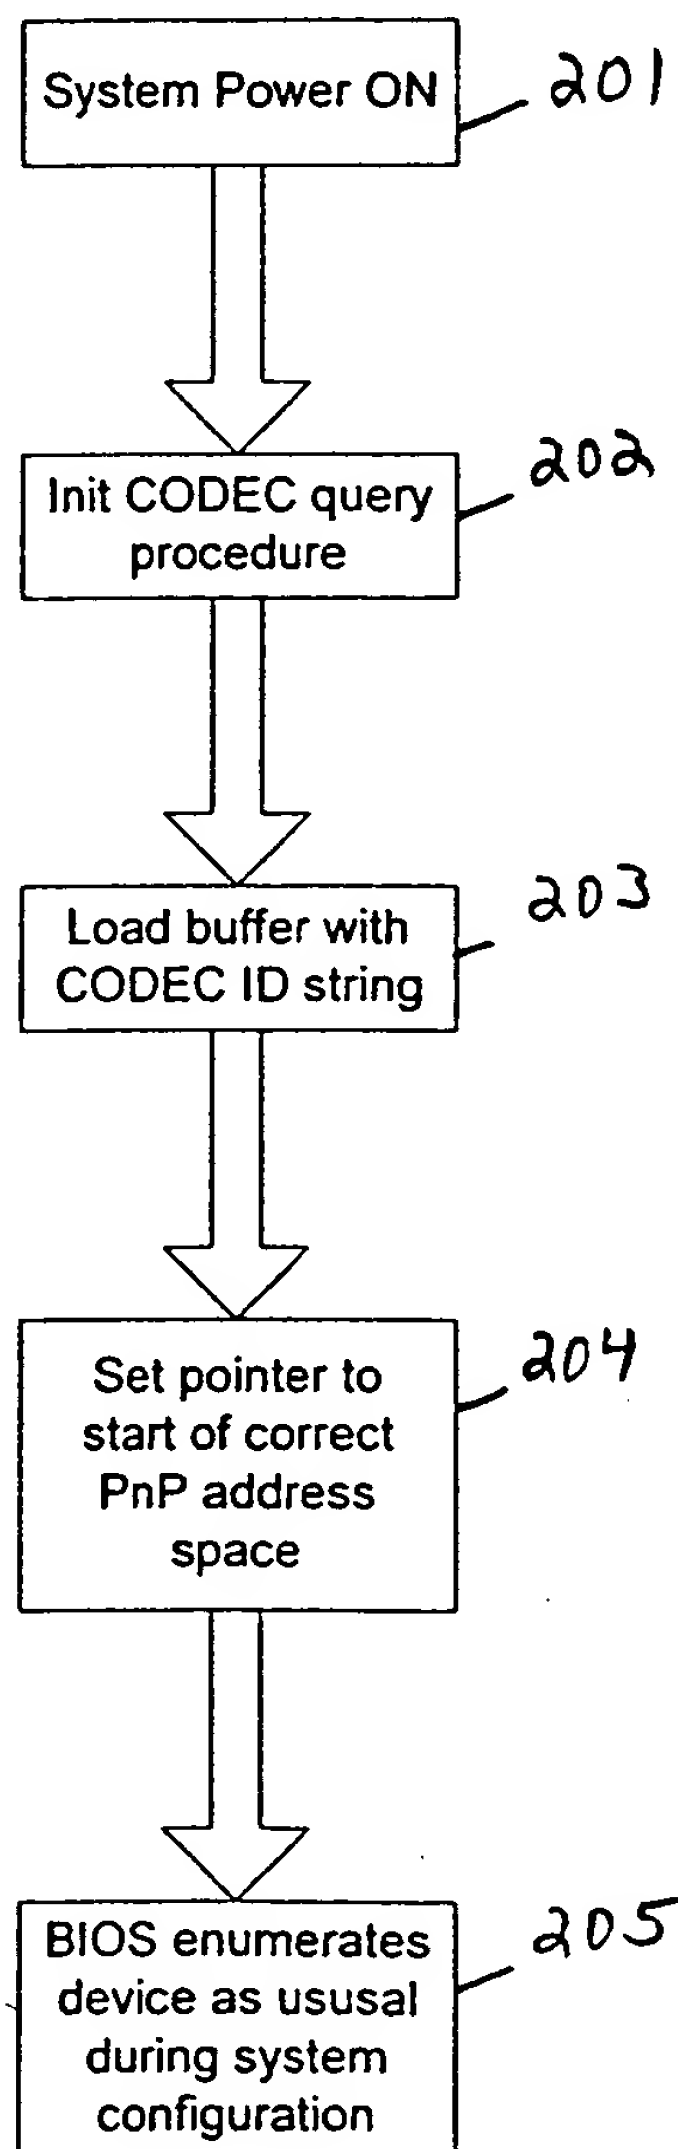 System Power ON
201
Init CODEC query
procedure
202
Load buffer with
CODEC ID string
203
Set pointer to
start of correct
PnP address
space
204
BIOS enumerates
device as ususal
during system
configuration
205